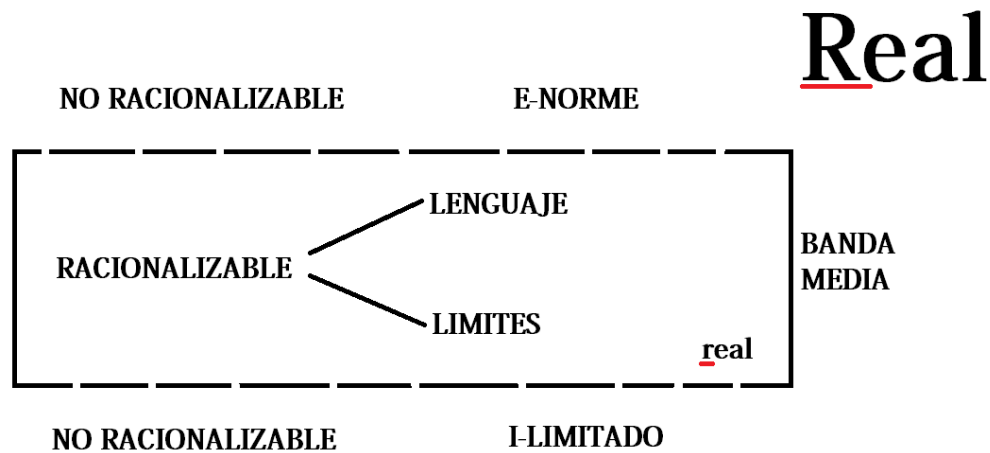 Real
NO RACIONALIZABLE E-NORME
LENGUAJE
RACIONALIZABLE
LIMITES
BANDA
MEDIA
real
NO RACIONALIZABLE I-LIMITADO